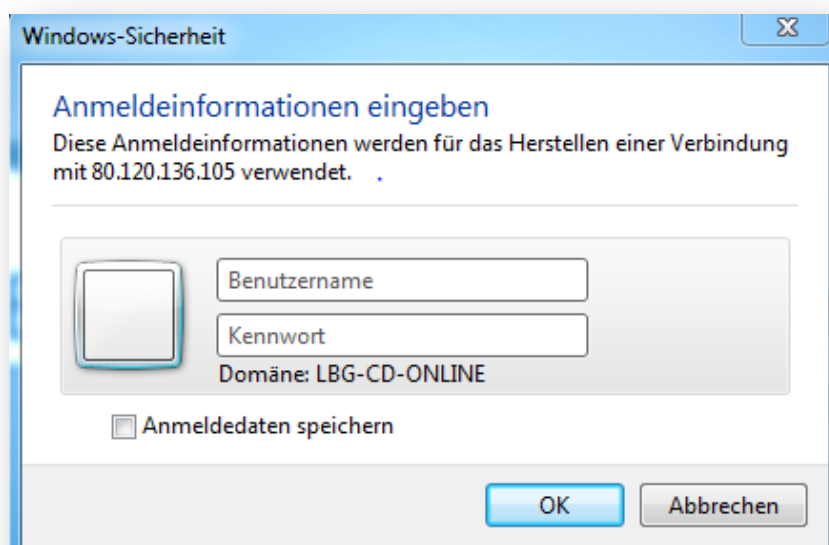 Windows-Sicherheit
Anmeldeinformationen eingeben
Diese Anmeldeinformationen werden für das Herstellen einer Verbindung
mit 80.120.136.105 verwendet.
Benutzername
Kennwort
Domäne: LBG-CD-ONLINE
Anmeldedaten speichern
OK
Abbrechen